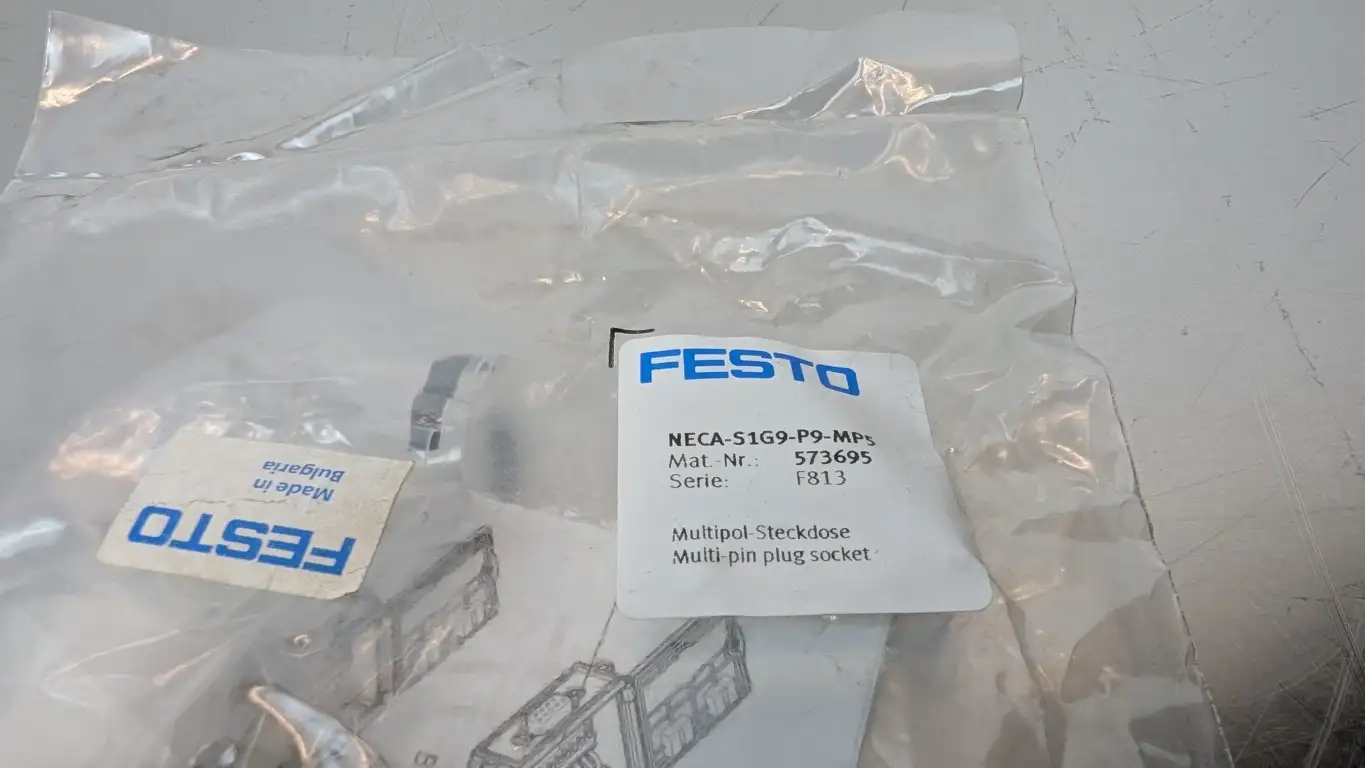 FESTO
NECA-S1G9-P9-MP5
Mat.-Nr.: 573695
Serie: F813
Multipol-Steckdose
Multi-pin plug socket
FESTO
Made in
Bulgaria